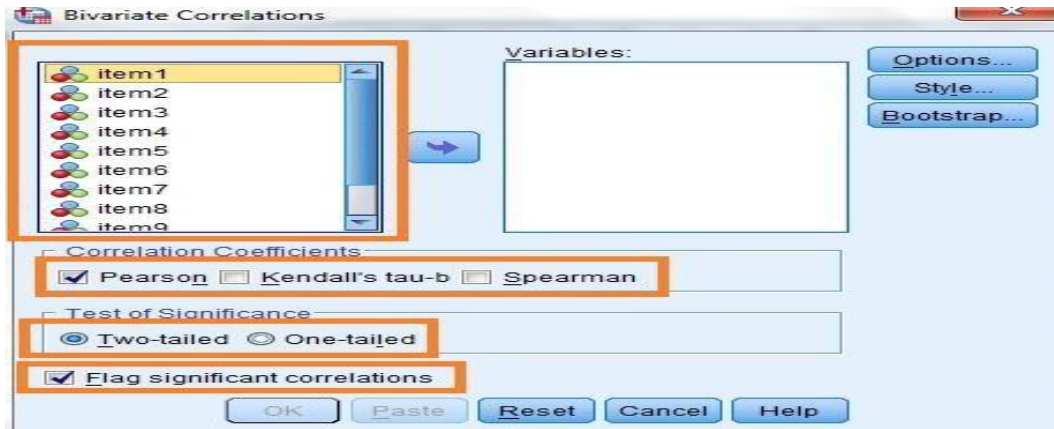 Bivariate Correlations
Variables:
item1
item2
item3
item4
item5
item6
item7
item8
item9
Options...
Style...
Bootstrap...
Correlation Coefficients
Pearson Kendall's tau-b Spearman
Test of Significance
Two-tailed One-tailed
Flag significant correlations
OK Paste Reset Cancel Help